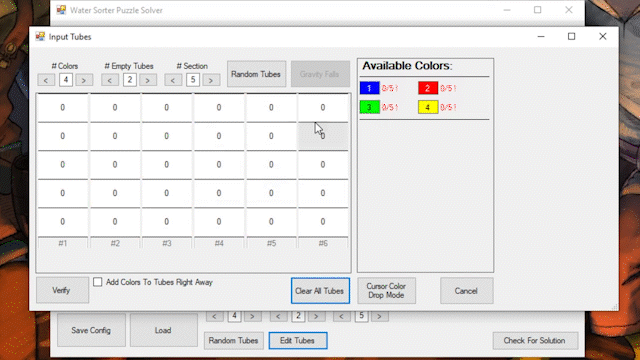 Water Sorter Puzzle Solver
Input Tubes
# Colors # Empty Tubes # Section
< 4 > < 2 > < 5 >
Random Tubes
Gravity Falls
Available Colors:
1 0/5! 2 0/5!
3 0/5! 4 0/5!
0 0 0 0 0 0
0 0 0 0 0 0
0 0 0 0 0 0
0 0 0 0 0 0
0 0 0 0 0 0
#1 #2 #3 #4 #5 #6
Verify
Add Colors To Tubes Right Away
Clear All Tubes
Cursor Color
Drop Mode
Cancel
< 4 > < 2 > < 5 >
Save Config
Load
Random Tubes
Edit Tubes
Check For Solution